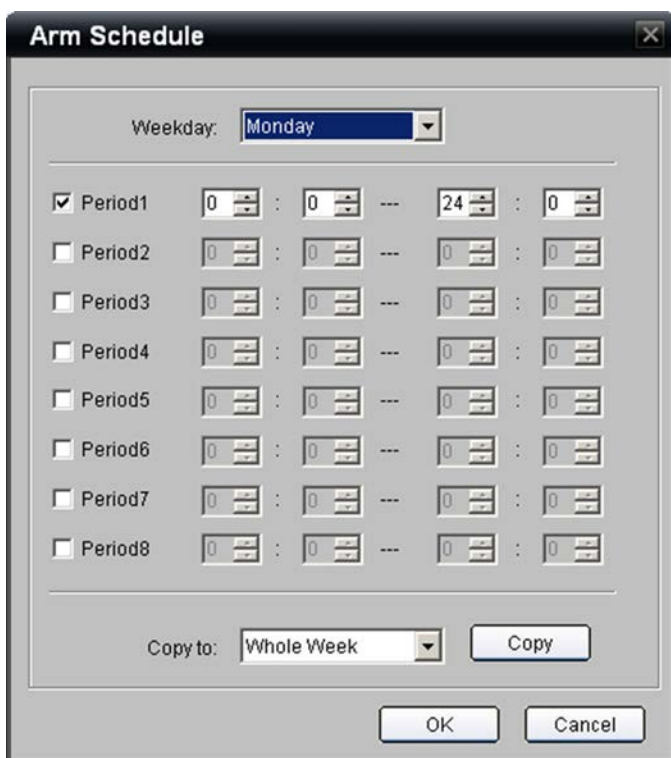 Arm Schedule
Weekday: Monday
Period1 0 : 0 --- 24 : 0
Period2 0 : 0 --- 0 : 0
Period3 0 : 0 --- 0 : 0
Period4 0 : 0 --- 0 : 0
Period5 0 : 0 --- 0 : 0
Period6 0 : 0 --- 0 : 0
Period7 0 : 0 --- 0 : 0
Period8 0 : 0 --- 0 : 0
Copy to: Whole Week Copy
OK Cancel